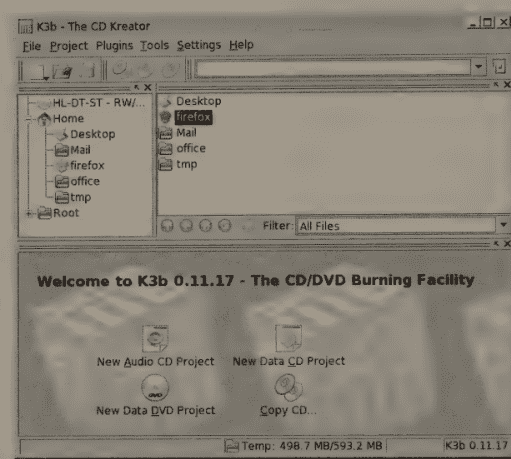 K3b - The CD Kreator
File Project Plugins Tools Settings Help
HL-DT-ST - RW/...
Home
Desktop
Mail
firefox
office
tmp
Root
Desktop
firefox
Mail
office
tmp
Filter: All Files
Welcome to K3b 0.11.17 - The CD/DVD Burning Facility
New Audio CD Project New Data CD Project
New Data DVD Project Copy CD...
Temp: 498.7 MB/593.2 MB K3b 0.11.17